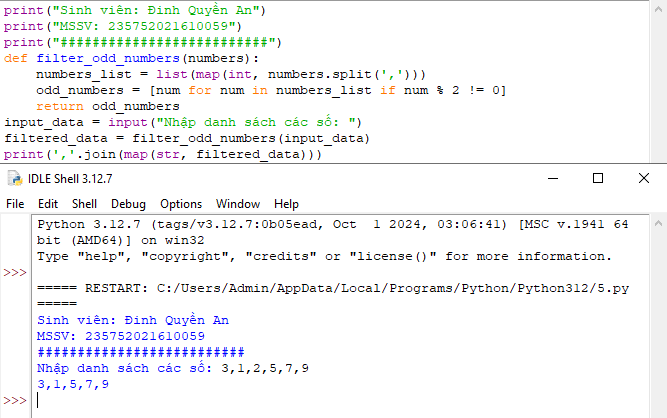 print("Sinh viên: Đinh Quyền An")
print("MSSV: 235752021610059")
print("##########################")
def filter_odd_numbers(numbers):
    numbers_list = list(map(int, numbers.split(',')))
    odd_numbers = [num for num in numbers_list if num % 2 != 0]
    return odd_numbers
input_data = input("Nhập danh sách các số: ")
filtered_data = filter_odd_numbers(input_data)
print(','.join(map(str, filtered_data)))
IDLE Shell 3.12.7
File Edit Shell Debug Options Window Help
Python 3.12.7 (tags/v3.12.7:0b05ead, Oct  1 2024, 03:06:41) [MSC v.1941 64
bit (AMD64)] on win32
Type "help", "copyright", "credits" or "license()" for more information.
>>>
===== RESTART: C:/Users/Admin/AppData/Local/Programs/Python/Python312/5.py
=====
Sinh viên: Đinh Quyền An
MSSV: 235752021610059
##########################
Nhập danh sách các số: 3,1,2,5,7,9
3,1,5,7,9
>>>